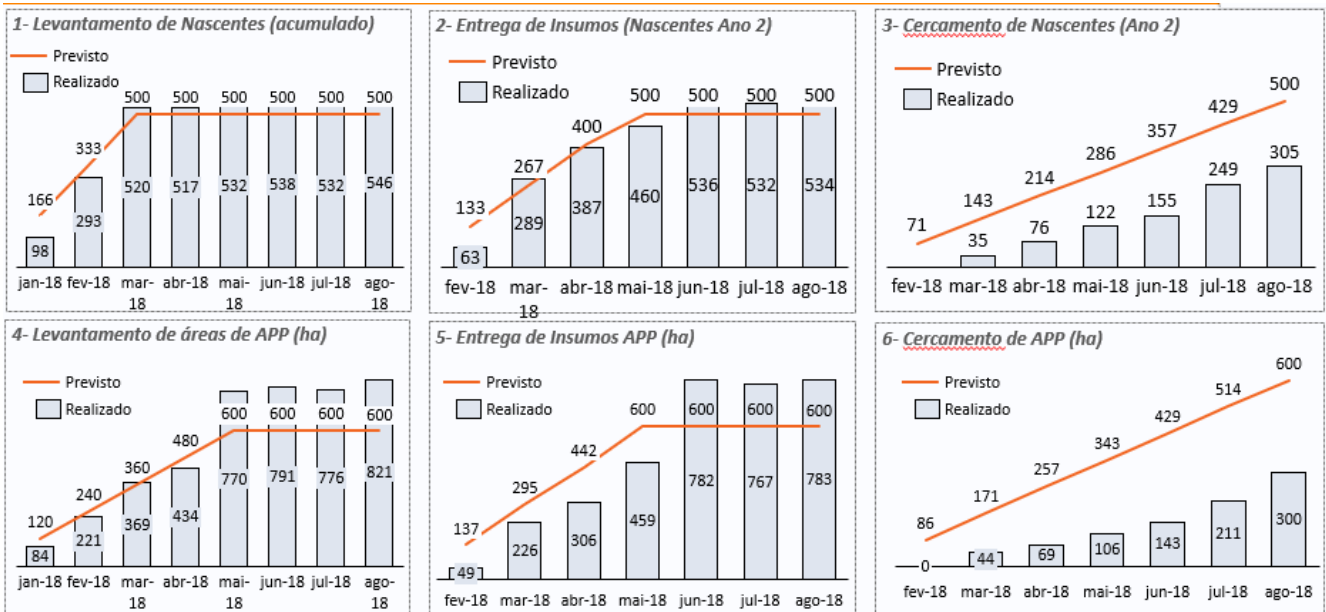 1- Levantamento de Nascentes (acumulado)
Previsto
Realizado
500 500 500 500 500 500
333
166
520 517 532 538 532 546
293
98
jan-18 fev-18 mar-18 abr-18 mai-18 jun-18 jul-18 ago-18
2- Entrega de Insumos (Nascentes Ano 2)
Previsto
Realizado
500 500 500 500
400
267
133
536 532 534
460
387
289
63
fev-18 mar-18 abr-18 mai-18 jun-18 jul-18 ago-18
3- Cercamento de Nascentes (Ano 2)
Previsto
Realizado
500
429
357
286
214
143
71
305
249
155
122
76
35
fev-18 mar-18 abr-18 mai-18 jun-18 jul-18 ago-18
4- Levantamento de áreas de APP (ha)
Previsto
Realizado
600 600 600 600
480
360
240
120
770 791 776 821
434
369
221
84
jan-18 fev-18 mar-18 abr-18 mai-18 jun-18 jul-18 ago-18
5- Entrega de Insumos APP (ha)
Previsto
Realizado
600 600 600 600
442
295
137
782 767 783
459
306
226
49
fev-18 mar-18 abr-18 mai-18 jun-18 jul-18 ago-18
6- Cercamento de APP (ha)
Previsto
Realizado
600
514
429
343
257
171
86
300
211
143
106
69
44
0
fev-18 mar-18 abr-18 mai-18 jun-18 jul-18 ago-18